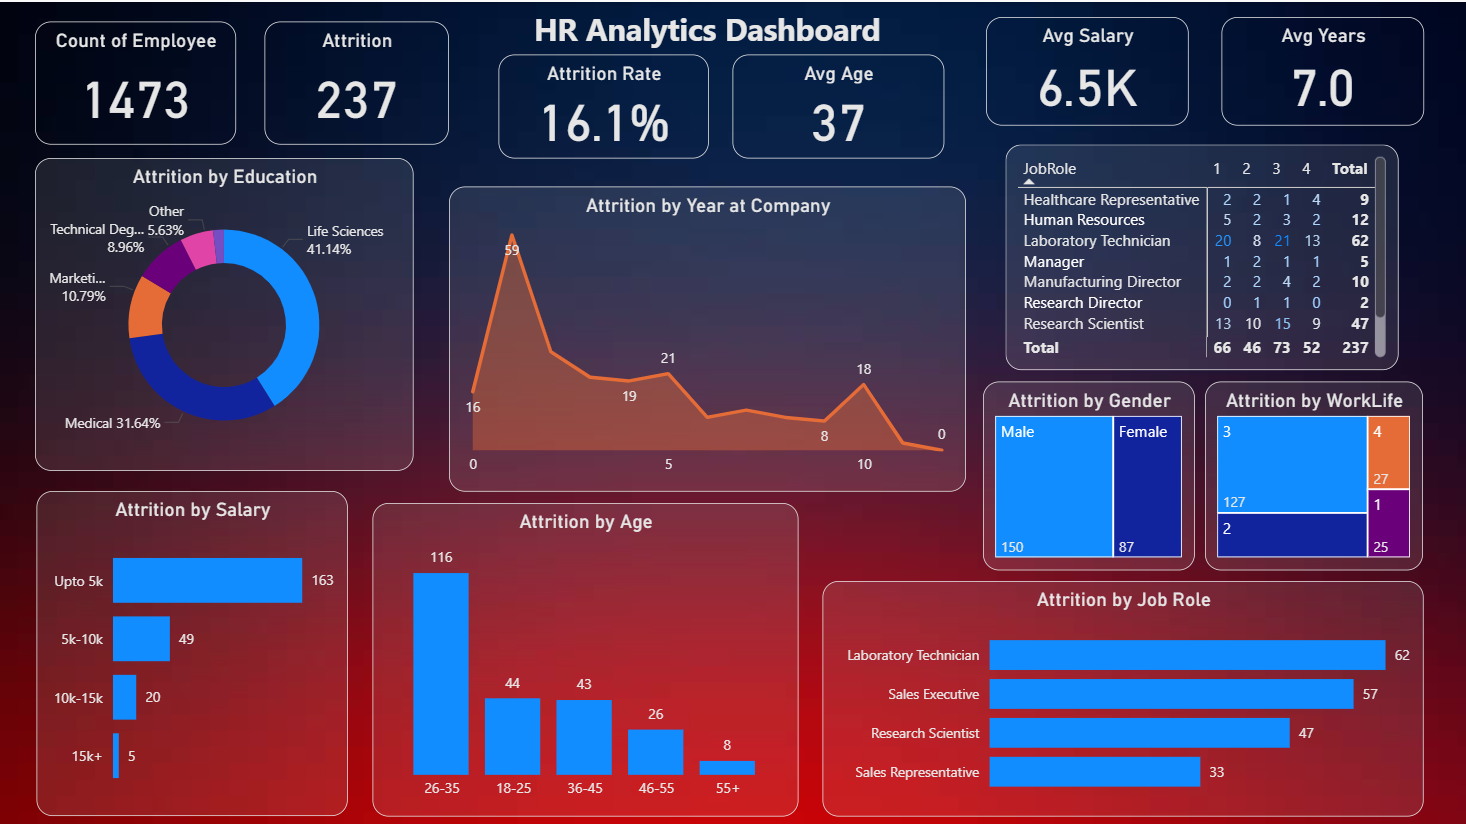 HR Analytics Dashboard
Count of Employee
1473
Attrition
237
Attrition Rate
16.1%
Avg Age
37
Avg Salary
6.5K
Avg Years
7.0
Attrition by Education
Other
5.63%
Technical Deg...
8.96%
Marketi...
10.79%
Medical 31.64%
Life Sciences
41.14%
Attrition by Year at Company
59
16
19
21
8
18
0
0 5 10
JobRole 1 2 3 4 Total
Healthcare Representative 2 2 1 4 9
Human Resources 5 2 3 2 12
Laboratory Technician 20 8 21 13 62
Manager 1 2 1 1 5
Manufacturing Director 2 2 4 2 10
Research Director 0 1 1 0 2
Research Scientist 13 10 15 9 47
Total 66 46 73 52 237
Attrition by Gender
Male
150
Female
87
Attrition by WorkLife
3
127
2
4
27
1
25
Attrition by Salary
Upto 5k 163
5k-10k 49
10k-15k 20
15k+ 5
Attrition by Age
116
44
43
26
8
26-35 18-25 36-45 46-55 55+
Attrition by Job Role
Laboratory Technician 62
Sales Executive 57
Research Scientist 47
Sales Representative 33